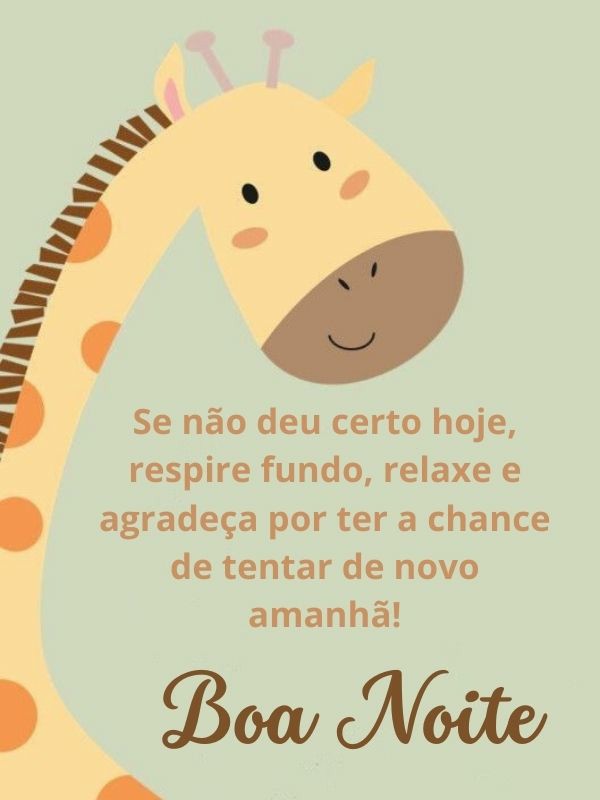 Se não deu certo hoje,
respire fundo, relaxe e
agradeça por ter a chance
de tentar de novo
amanhã!
Boa Noite